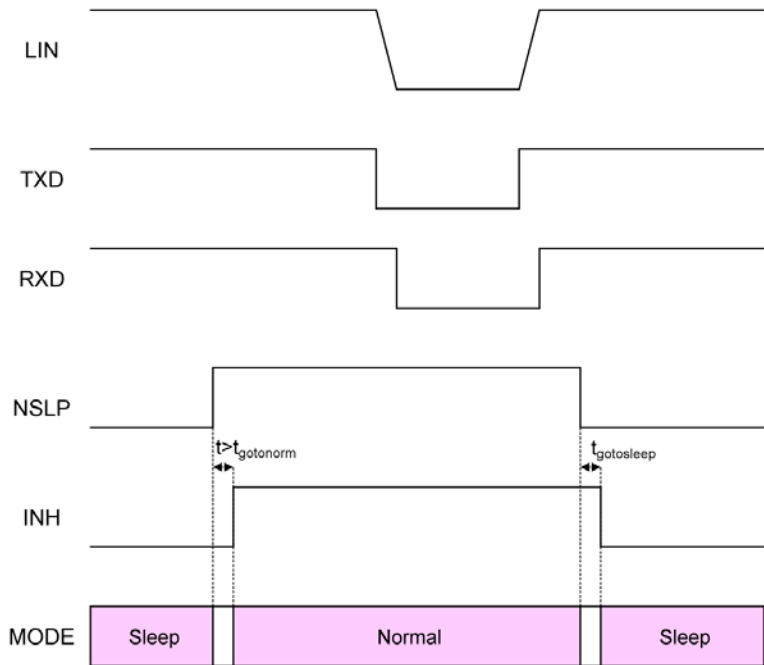 LIN
TXD
RXD
NSLP
t>tgotonorm
tgotosleep
INH
MODE
Sleep
Normal
Sleep